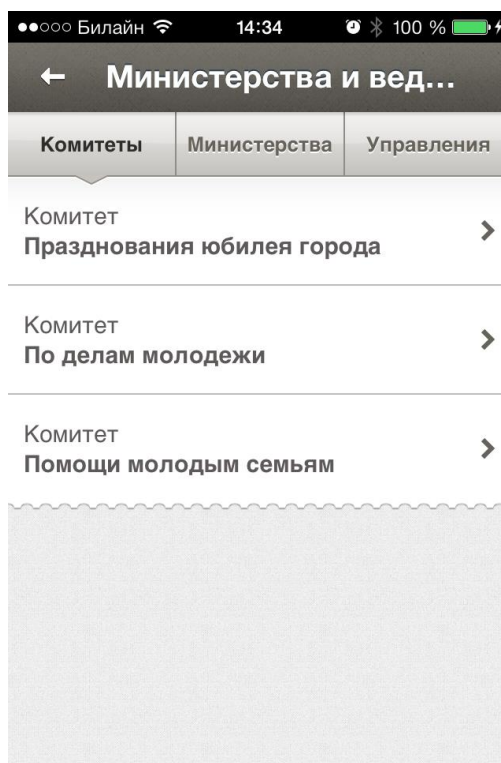 Билайн 14:34 100 %
Министерства и вед...
Комитеты Министерства Управления
Комитет
Празднования юбилея города
Комитет
По делам молодежи
Комитет
Помощи молодым семьям